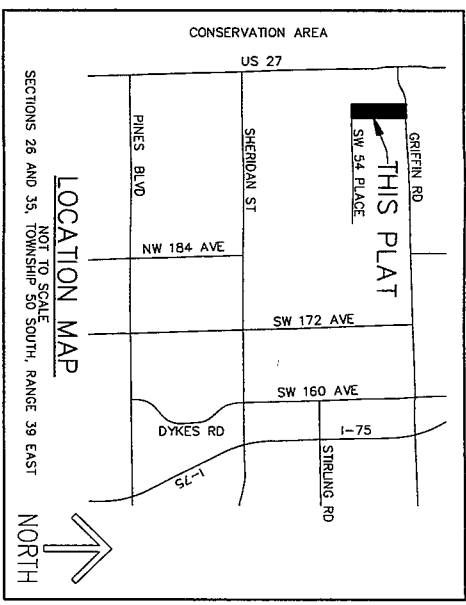 CONSERVATION AREA
US 27
PINES BLVD
SHERIDAN ST
SW 54 PLACE
THIS PLAT
GRIFFIN RD
NW 184 AVE
SW 172 AVE
SW 160 AVE
DYKES RD
I-75
I-75
STIRLING RD
LOCATION MAP
NOT TO SCALE
SECTIONS 26 AND 35, TOWNSHIP 50 SOUTH, RANGE 39 EAST
NORTH